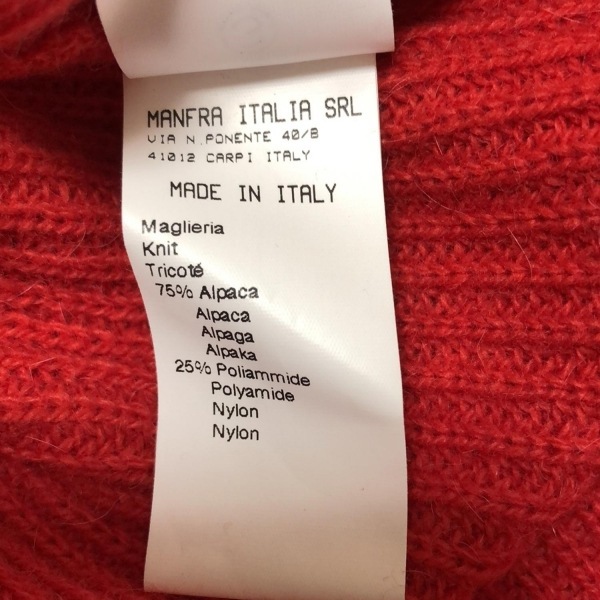 MANFRA ITALIA SRL
VIA N.PONENTE 40/B
41012 CARPI ITALY
MADE IN ITALY
Maglieria
Knit
Tricoté
75% Alpaca
Alpaca
Alpaga
Alpaka
25% Poliammide
Polyamide
Nylon
Nylon